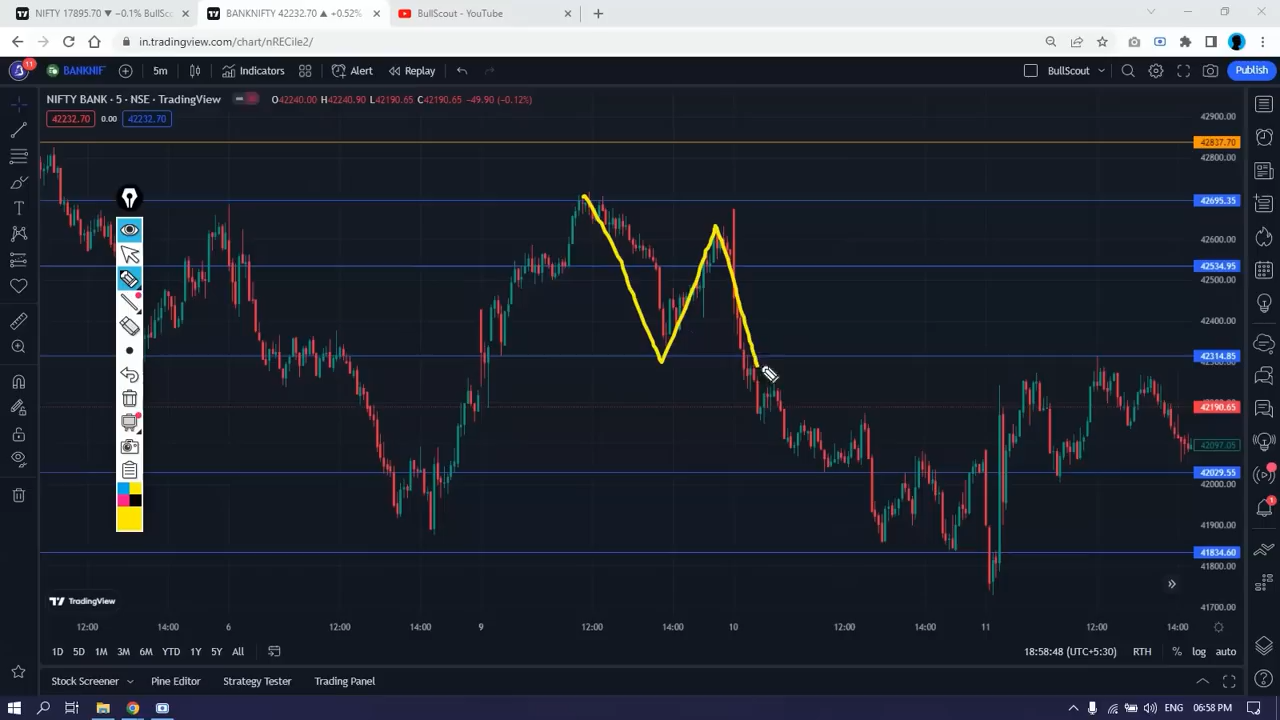 NIFTY 17895.70 ▼ −0.1% BullSc
BANKNIFTY 42232.70 ▲ +0.52%
BullScout - YouTube
in.tradingview.com/chart/nRECile2/
11
BANKNIF
5m
Indicators
Alert
Replay
BullScout
Publish
NIFTY BANK · 5 · NSE · TradingView
O42240.00 H42240.90 L42190.65 C42190.65 -49.90 (-0.12%)
42232.70 0.00 42232.70
42900.00
42837.70
42800.00
42695.35
42600.00
42534.95
42500.00
42400.00
42314.85
42190.65
42097.05
42029.55
42000.00
41900.00
41834.60
41800.00
41700.00
1
TradingView
12:00 14:00 6 12:00 14:00 9 12:00 14:00 10 12:00 14:00 11 12:00 14:00
1D 5D 1M 3M 6M YTD 1Y 5Y All
18:58:48 (UTC+5:30) RTH % log auto
Stock Screener Pine Editor Strategy Tester Trading Panel
ENG 06:58 PM